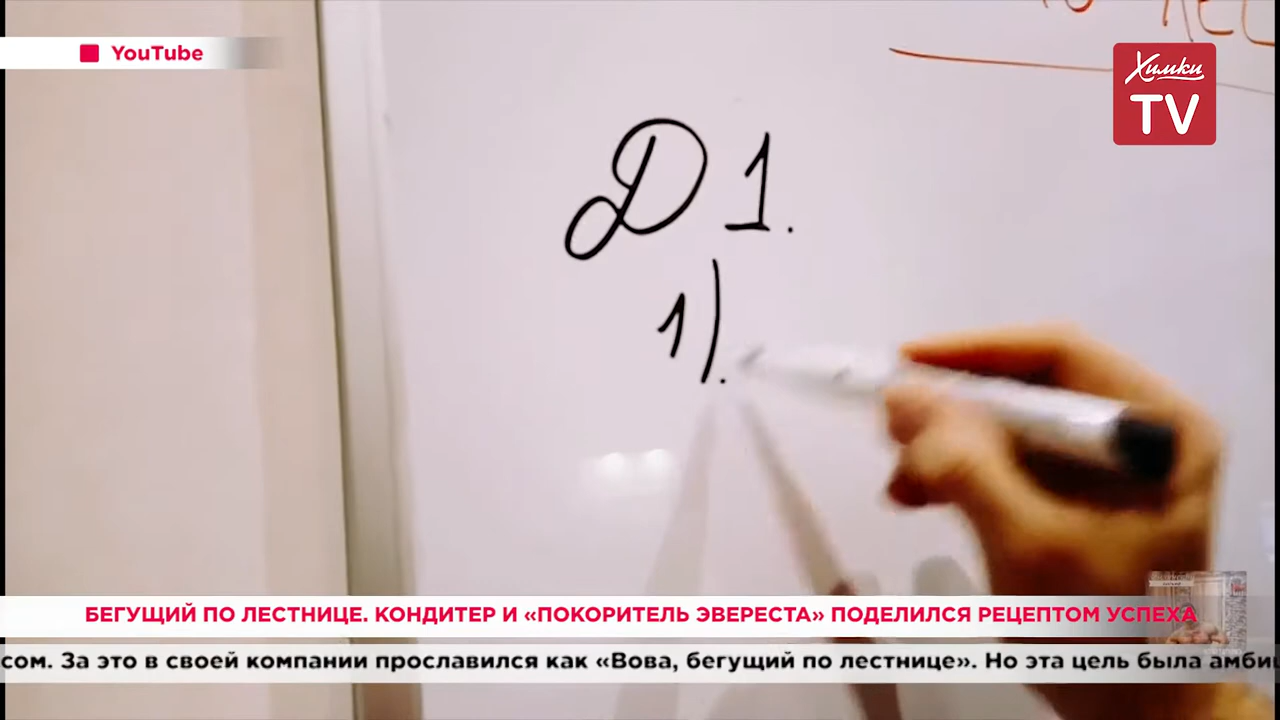 YouTube
Химки
TV
Д 1.
1).
БЕГУЩИЙ ПО ЛЕСТНИЦЕ. КОНДИТЕР И «ПОКОРИТЕЛЬ ЭВЕРЕСТА» ПОДЕЛИЛСЯ РЕЦЕПТОМ УСПЕХА
сом. За это в своей компании прославился как «Вова, бегущий по лестнице». Но эта цель была амби